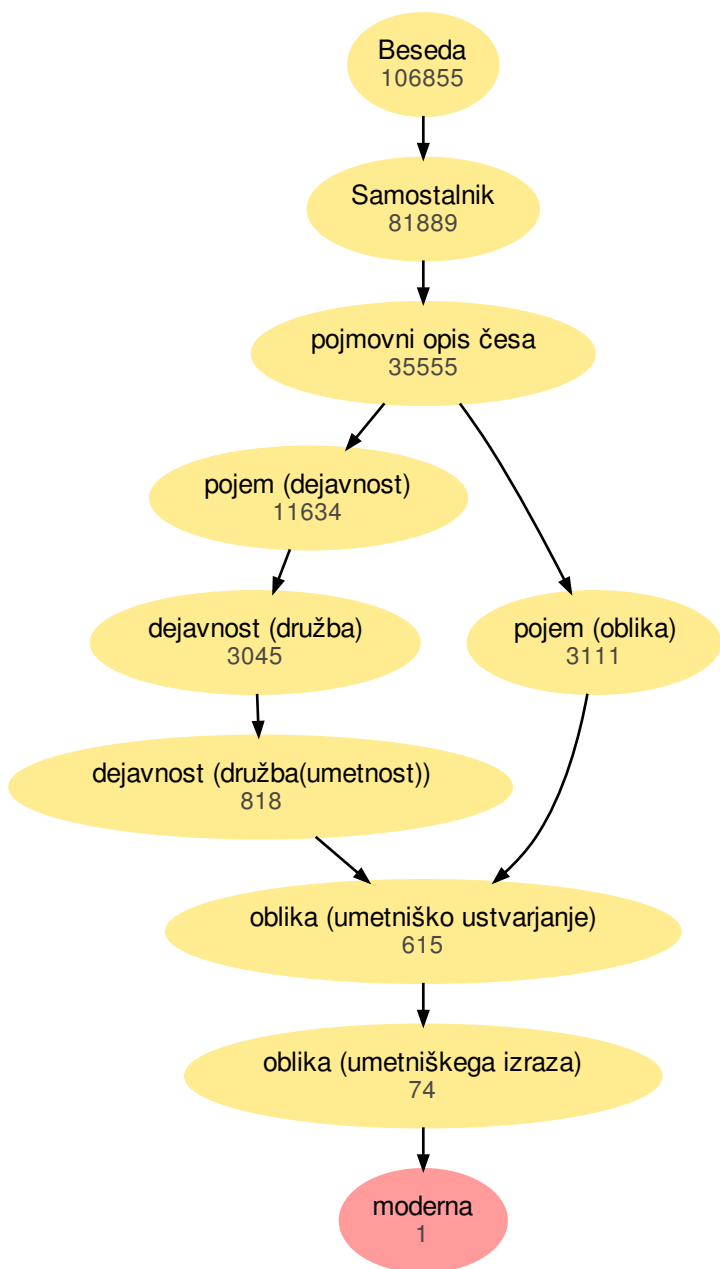 Beseda
106855
Samostalnik
81889
pojmovni opis česa
35555
pojem (dejavnost)
11634
dejavnost (družba)
3045
pojem (oblika)
3111
dejavnost (družba(umetnost))
818
oblika (umetniško ustvarjanje)
615
oblika (umetniškega izraza)
74
moderna
1